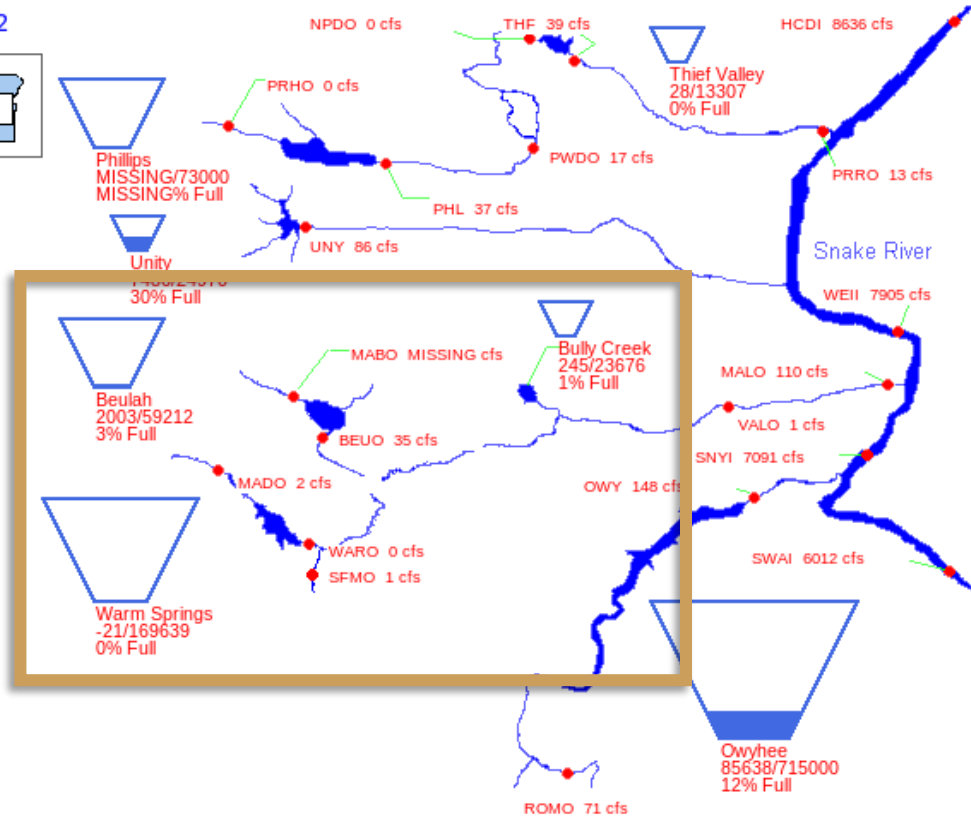 2
NPDO 0 cfs
THF 39 cfs
HCDI 8636 cfs
Thief Valley
28/13307
0% Full
PRHO 0 cfs
Phillips
MISSING/73000
MISSING% Full
PWDO 17 cfs
PRRO 13 cfs
PHL 37 cfs
UNY 86 cfs
Snake River
Unity
30% Full
WEII 7905 cfs
MABO MISSING cfs
Bully Creek
245/23676
1% Full
MALO 110 cfs
Beulah
2003/59212
3% Full
VALO 1 cfs
BEUO 35 cfs
SNYI 7091 cfs
MADO 2 cfs
OWY 148 cfs
WARO 0 cfs
SWAI 6012 cfs
SFMO 1 cfs
Warm Springs
-21/169639
0% Full
Owyhee
85638/715000
12% Full
ROMO 71 cfs